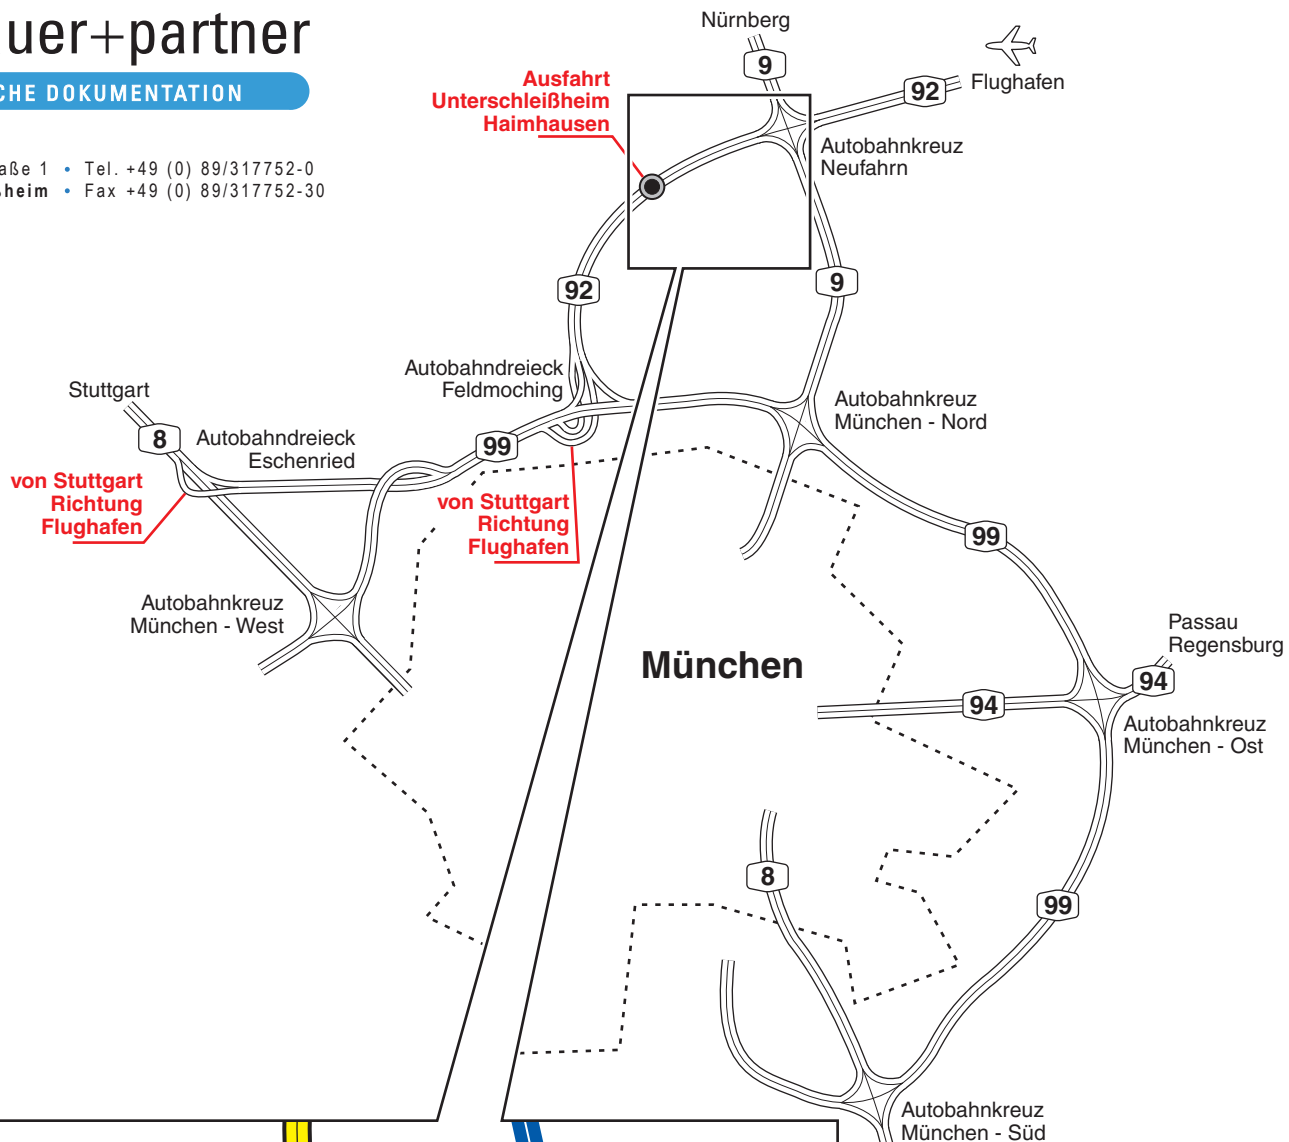 uer+partner
CHE DOKUMENTATION
aße 1 • Tel. +49 (0) 89/317752-0
heim • Fax +49 (0) 89/317752-30
Nürnberg
9
92
Flughafen
Ausfahrt
Unterschleißheim
Haimhausen
Autobahnkreuz
Neufahrn
92
9
Autobahndreieck
Feldmoching
Stuttgart
8
Autobahndreieck
Eschenried
99
Autobahnkreuz
München - Nord
von Stuttgart
Richtung
Flughafen
von Stuttgart
Richtung
Flughafen
99
Autobahnkreuz
München - West
München
Passau
Regensburg
94
94
Autobahnkreuz
München - Ost
8
99
Autobahnkreuz
München - Süd